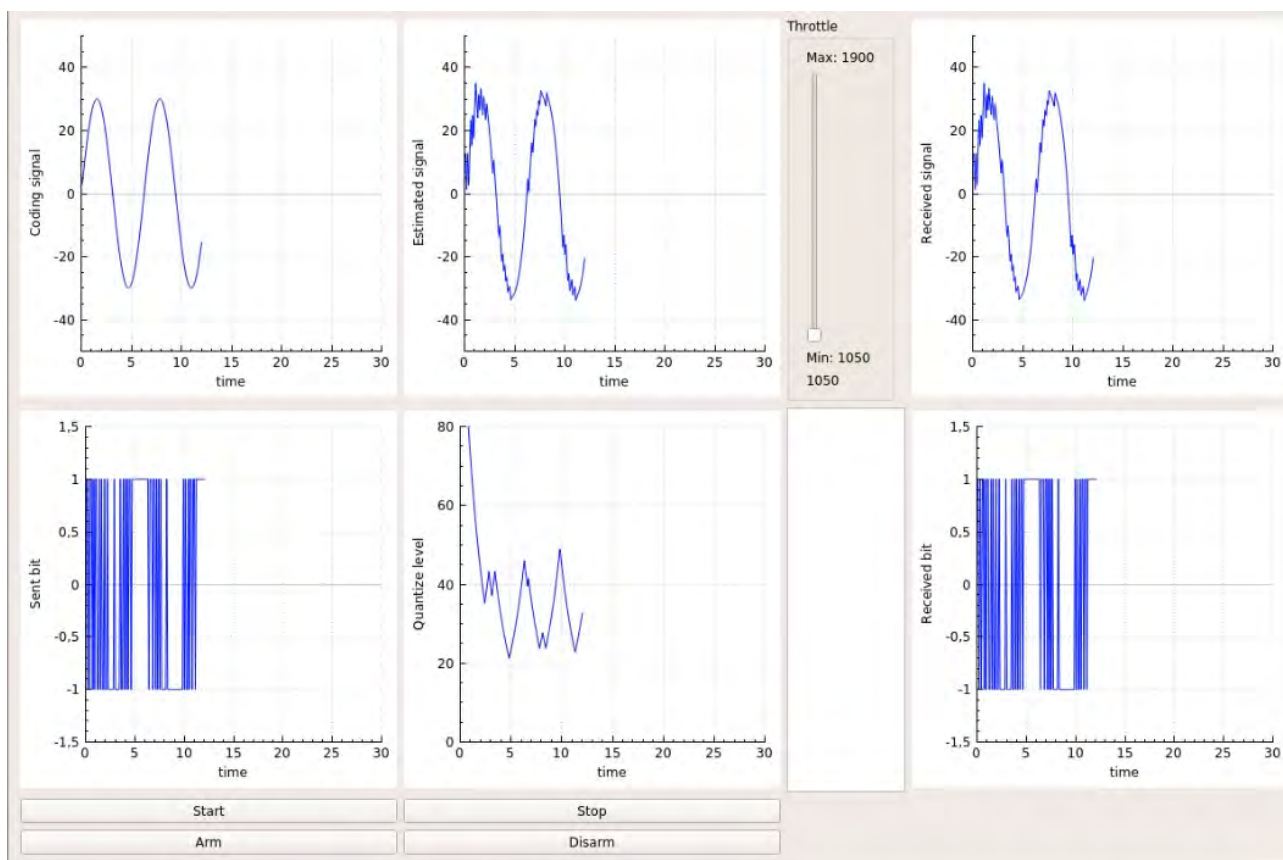 Coding signal
40
20
0
-20
-40
0 5 10 15 20 25 30
time
Estimated signal
40
20
0
-20
-40
0 5 10 15 20 25 30
time
Throttle
Max: 1900
Min: 1050
1050
Received signal
40
20
0
-20
-40
0 5 10 15 20 25 30
time
Sent bit
1,5
1
0,5
0
-0,5
-1
-1,5
0 5 10 15 20 25 30
time
Quantize level
80
60
40
20
0
0 5 10 15 20 25 30
time
Received bit
1,5
1
0,5
0
-0,5
-1
-1,5
0 5 10 15 20 25 30
time
Start
Stop
Arm
Disarm